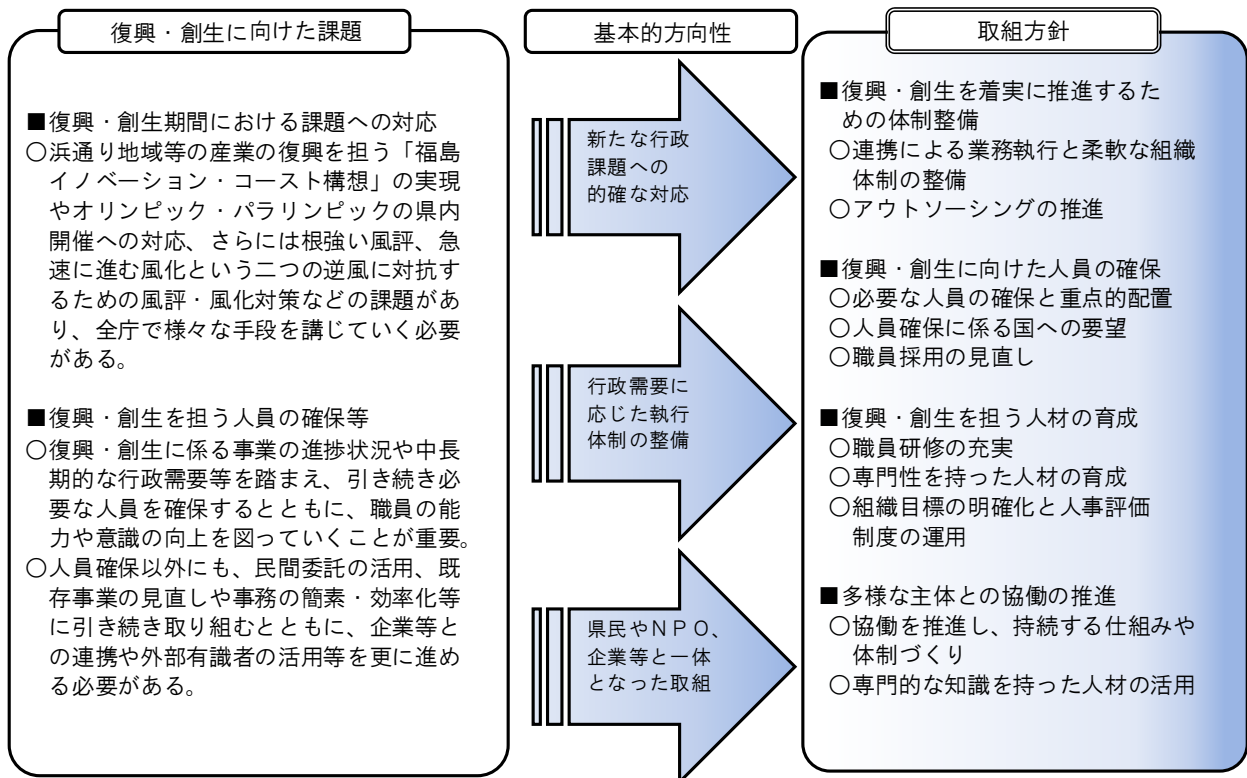 復興・創生に向けた課題
■復興・創生期間における課題への対応
○浜通り地域等の産業の復興を担う「福島
イノベーション・コースト構想」の実現
やオリンピック・パラリンピックの県内
開催への対応、さらには根強い風評、急
速に進む風化という二つの逆風に対抗す
るための風評・風化対策などの課題があ
り、全庁で様々な手段を講じていく必要
がある。
■復興・創生を担う人員の確保等
○復興・創生に係る事業の進捗状況や中長
期的な行政需要等を踏まえ、引き続き必
要な人員を確保するとともに、職員の能
力や意識の向上を図っていくことが重要。
○人員確保以外にも、民間委託の活用、既
存事業の見直しや事務の簡素・効率化等
に引き続き取り組むとともに、企業等と
の連携や外部有識者の活用等を更に進め
る必要がある。
基本的方向性
新たな行政
課題への
的確な対応
行政需要に
応じた執行
体制の整備
県民やＮＰＯ、
企業等と一体
となった取組
取組方針
■復興・創生を着実に推進するた
めの体制整備
○連携による業務執行と柔軟な組織
体制の整備
○アウトソーシングの推進
■復興・創生に向けた人員の確保
○必要な人員の確保と重点的配置
○人員確保に係る国への要望
○職員採用の見直し
■復興・創生を担う人材の育成
○職員研修の充実
○専門性を持った人材の育成
○組織目標の明確化と人事評価
制度の運用
■多様な主体との協働の推進
○協働を推進し、持続する仕組みや
体制づくり
○専門的な知識を持った人材の活用